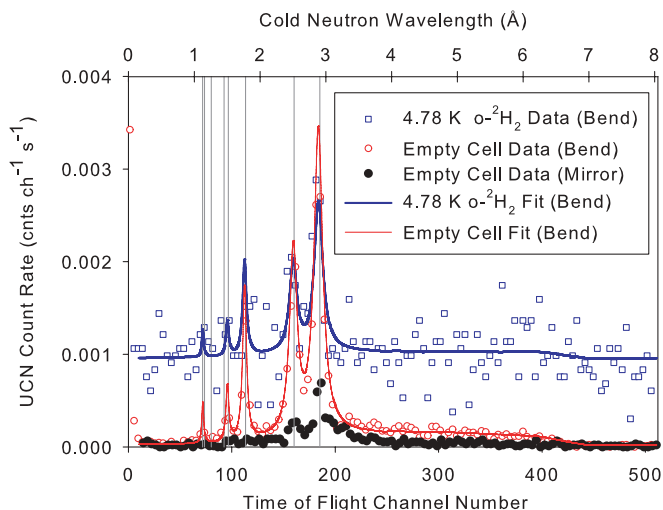 Cold Neutron Wavelength (Å)
0 1 2 3 4 5 6 7 8
0.004
0.003
0.002
0.001
0.000
UCN Count Rate (cnts ch⁻¹ s⁻¹)
4.78 K o-²H₂ Data (Bend)
Empty Cell Data (Bend)
Empty Cell Data (Mirror)
4.78 K o-²H₂ Fit (Bend)
Empty Cell Fit (Bend)
0 100 200 300 400 500
Time of Flight Channel Number